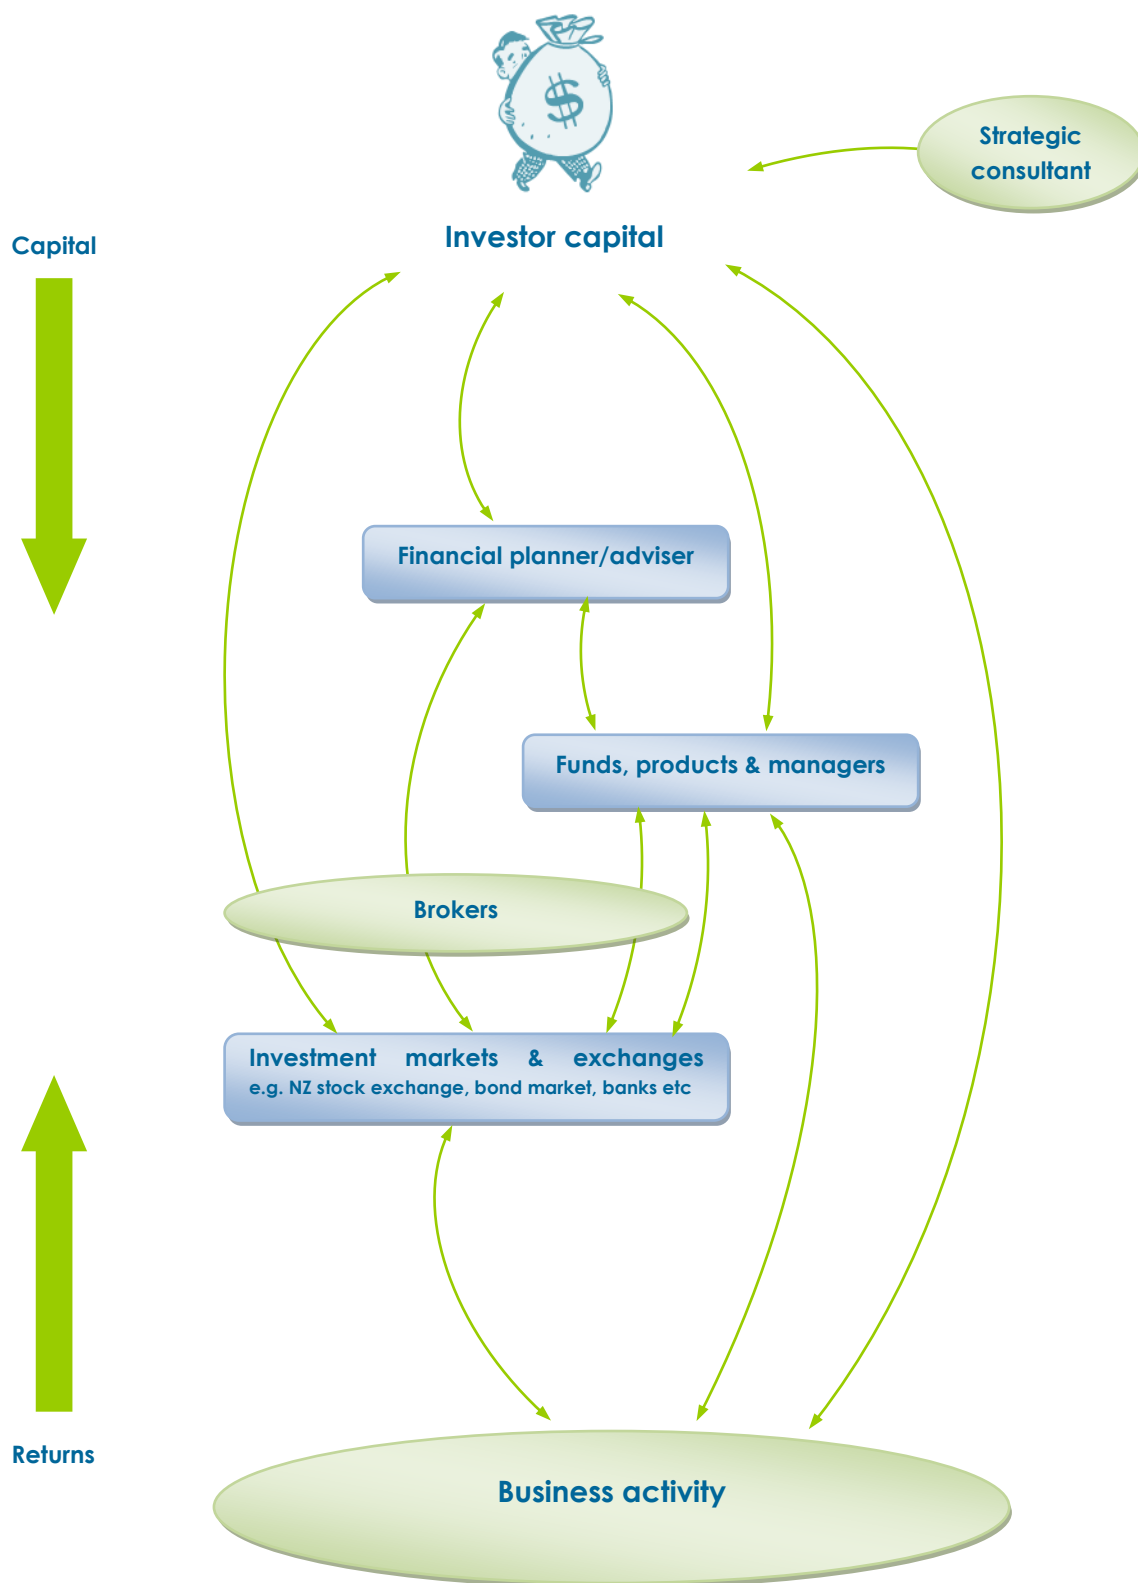 $
Strategic
consultant
Investor capital
Capital
Financial planner/adviser
Funds, products & managers
Brokers
Investment markets & exchanges
e.g. NZ stock exchange, bond market, banks etc
Returns
Business activity